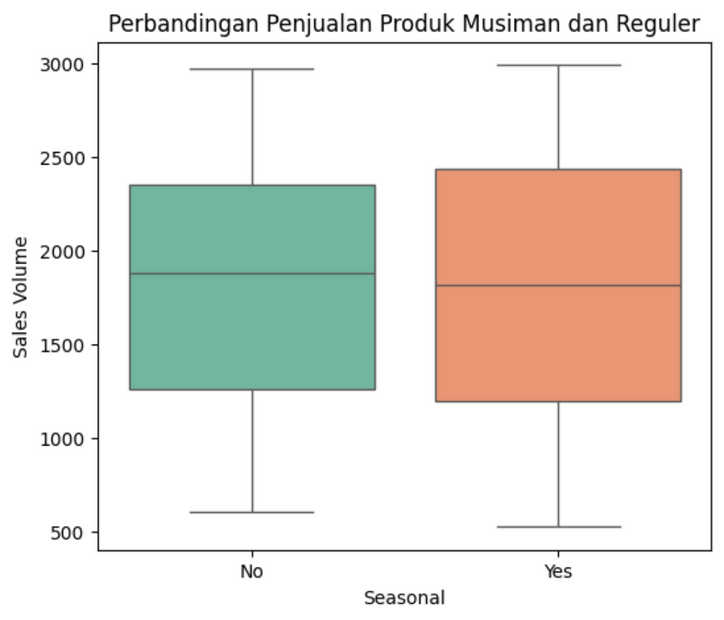 Perbandingan Penjualan Produk Musiman dan Reguler
3000
2500
2000
1500
1000
500
Sales Volume
No
Yes
Seasonal